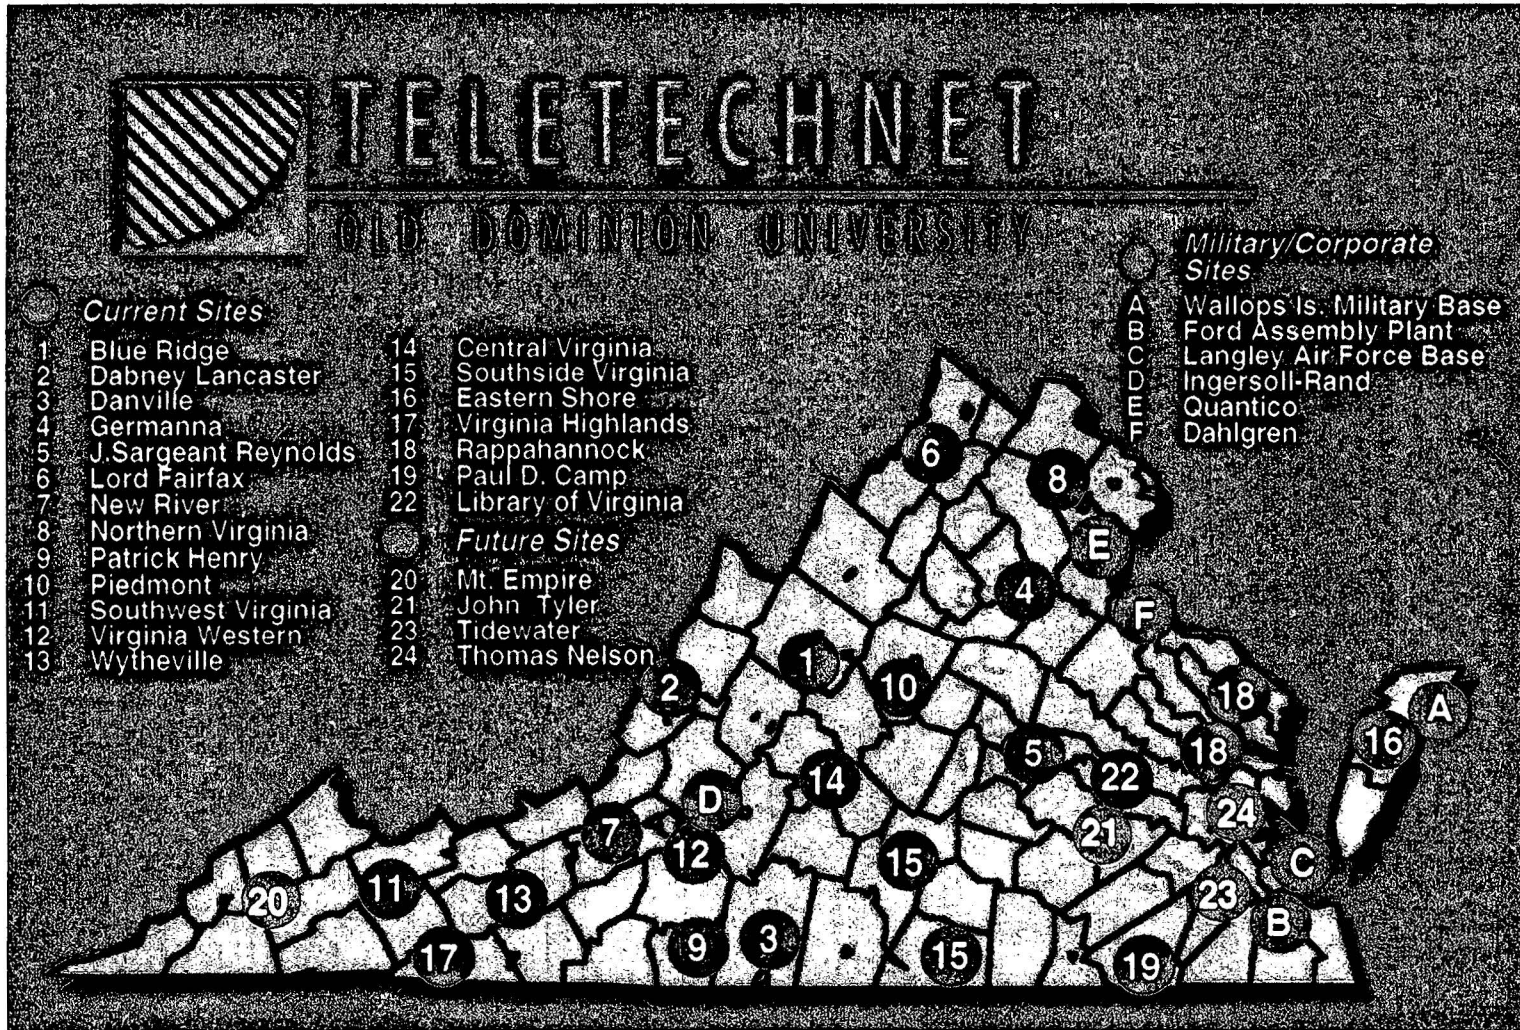 TELETECHNET
OLD DOMINION UNIVERSITY
Current Sites
1 Blue Ridge
2 Dabney Lancaster
3 Danville
4 Germanna
5 J.Sargeant Reynolds
6 Lord Fairfax
7 New River
8 Northern Virginia
9 Patrick Henry
10 Piedmont
11 Southwest Virginia
12 Virginia Western
13 Wytheville
14 Central Virginia
15 Southside Virginia
16 Eastern Shore
17 Virginia Highlands
18 Rappahannock
19 Paul D. Camp
22 Library of Virginia
Future Sites
20 Mt. Empire
21 John Tyler
23 Tidewater
24 Thomas Nelson
Military/Corporate
Sites
A Wallops Is. Military Base
B Ford Assembly Plant
C Langley Air Force Base
D Ingersoll-Rand
E Quantico
F Dahlgren
6
8
E
4
F
1
10
2
18
A
16
5
18
22
14
D
24
7
21
12
15
C
11
13
20
23
B
9
3
17
15
19